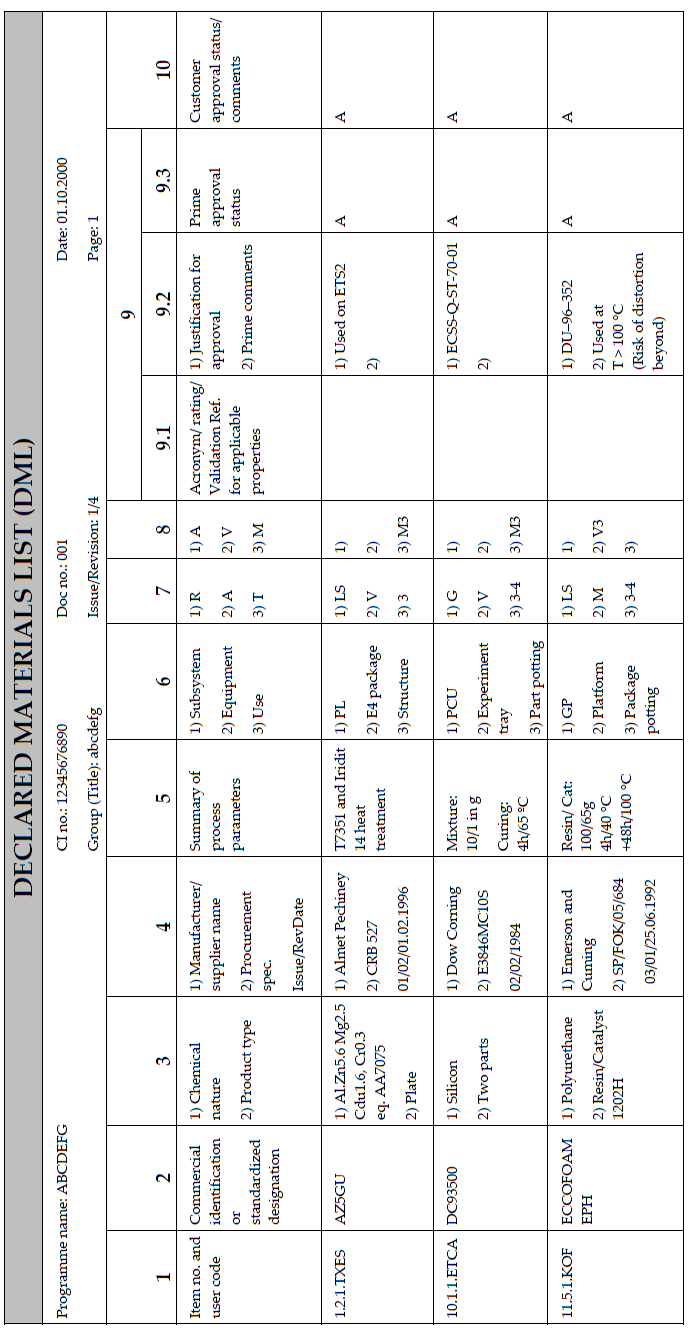 DECLARED MATERIALS LIST (DML)
Programme name: ABCDEFG
CI no.: 12345676890
Doc no.: 001
Date: 01.10.2000
Group (Title): abcdefg
Issue/Revision: 1/4
Page: 1
9
1
2
3
4
5
6
7
8
9.1
9.2
9.3
10
Item no. and
user code
Commercial
identification
or
standardized
designation
1) Chemical
nature
2) Product type
1) Manufacturer/
supplier name
2) Procurement
spec.
Issue/RevDate
Summary of
process
parameters
1) Subsystem
2) Equipment
3) Use
1) R
2) A
3) T
1) A
2) V
3) M
Acronym/rating/
Validation Ref.
for applicable
properties
1) Justification for
approval
2) Prime comments
Prime
approval
status
Customer
approval status/
comments
1.2.1.TXES
AZ5GU
1) Al.Zn5.6 Mg2.5
Cdu1.6, Cr0.3
eq. AA7075
2) Plate
1) Almet Pechiney
2) CRB 527
01/02/01.02.1996
T7351 and Iridit
14 heat
treatment
1) PL
2) E4 package
3) Structure
1) LS
2) V
3) 3
1)
2)
3) M3
1) Used on ETS2
2)
A
A
10.1.1.ETCA
DC93500
1) Silicon
2) Two parts
1) Dow Corning
2) E3846MC10S
02/02/1984
Mixture:
10/1 in g
Curing:
4h/65 ºC
1) PCU
2) Experiment
tray
3) Part potting
1) G
2) V
3) 3-4
1)
2)
3) M3
1) ECSS-Q-ST-70-01
2)
A
A
11.5.1.KOF
ECCOFOAM
EPH
1) Polyurethane
2) Resin/Catalyst
1202H
1) Emerson and
Cuming
2) SP/FOK/05/684
03/01/25.06.1992
Resin/ Cat:
100/65g
4h/40 °C
+48h/100 °C
1) GP
2) Platform
3) Package
potting
1) LS
2) M
3) 3-4
1)
2) V3
3)
1) DU–96–352
2) Used at
T > 100 °C
(Risk of distortion
beyond)
A
A